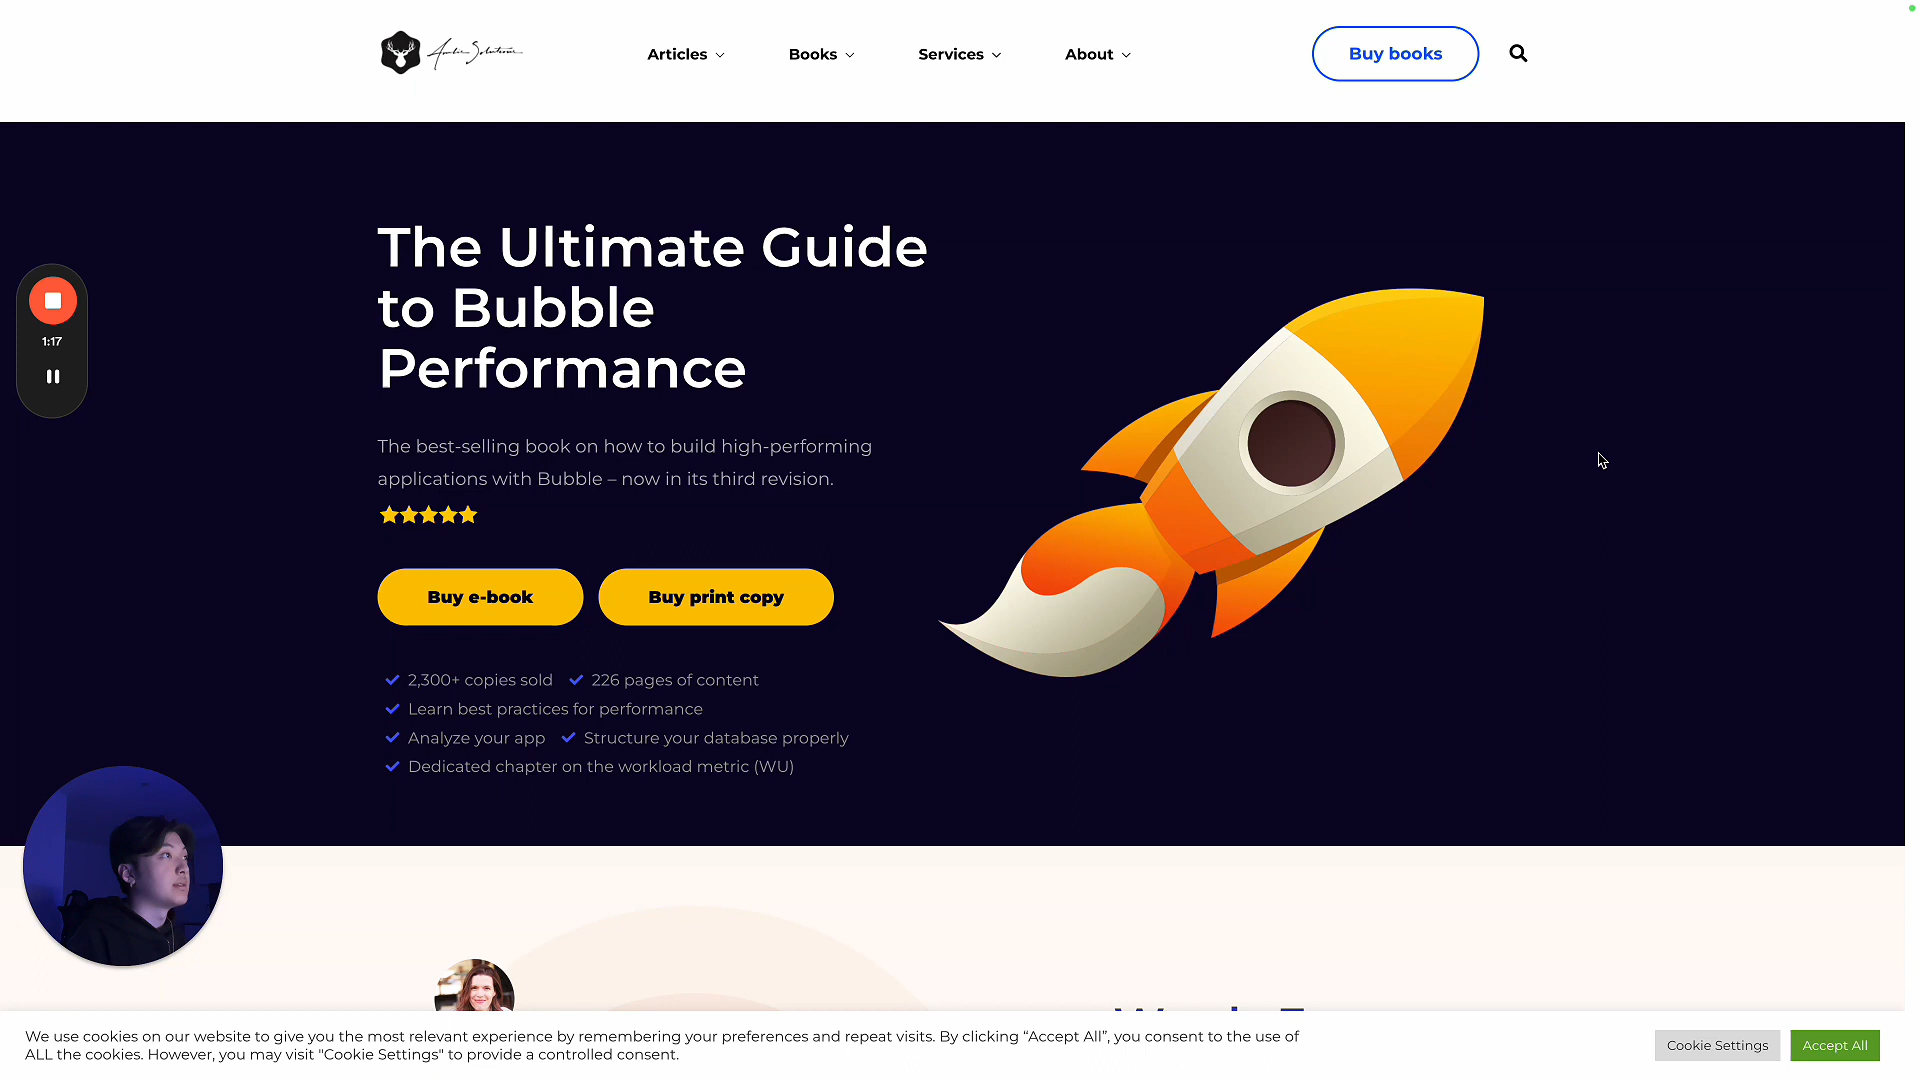 Amlie Solutions
Articles
Books
Services
About
Buy books
The Ultimate Guide
to Bubble
Performance
1:17
The best-selling book on how to build high-performing
applications with Bubble – now in its third revision.
Buy e-book
Buy print copy
2,300+ copies sold
226 pages of content
Learn best practices for performance
Analyze your app
Structure your database properly
Dedicated chapter on the workload metric (WU)
We use cookies on our website to give you the most relevant experience by remembering your preferences and repeat visits. By clicking “Accept All”, you consent to the use of
ALL the cookies. However, you may visit "Cookie Settings" to provide a controlled consent.
Cookie Settings
Accept All